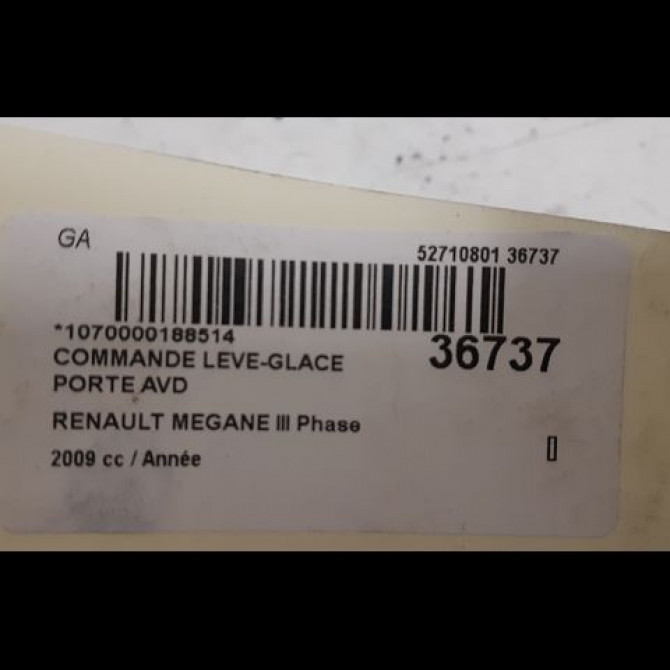 GA
52710801 36737
*1070000188514
36737
COMMANDE LEVE-GLACE
PORTE AVD
RENAULT MEGANE III Phase
2009 cc / Année